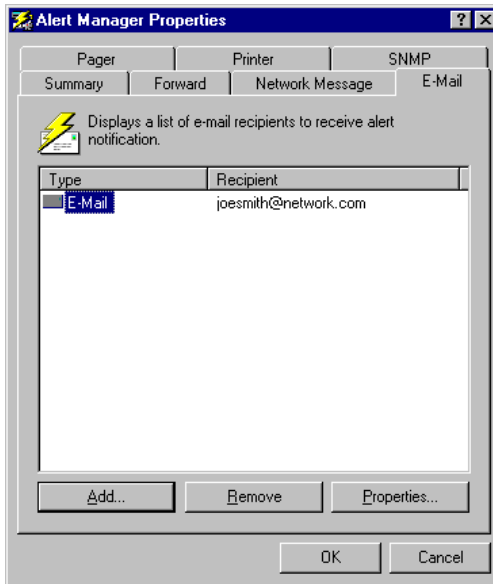 Alert Manager Properties
Pager Printer SNMP
Summary Forward Network Message E-Mail
Displays a list of e-mail recipients to receive alert
notification.
Type Recipient
E-Mail joesmith@network.com
Add... Remove Properties...
OK Cancel